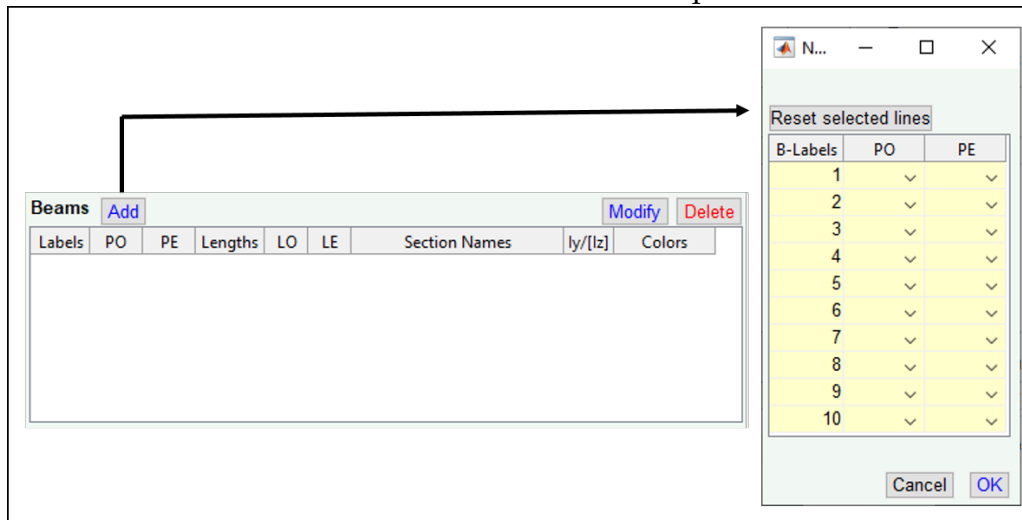 Beams Add Modify Delete
Labels PO PE Lengths LO LE Section Names Iy/[Iz] Colors
N...
Reset selected lines
B-Labels PO PE
1
2
3
4
5
6
7
8
9
10
Cancel OK